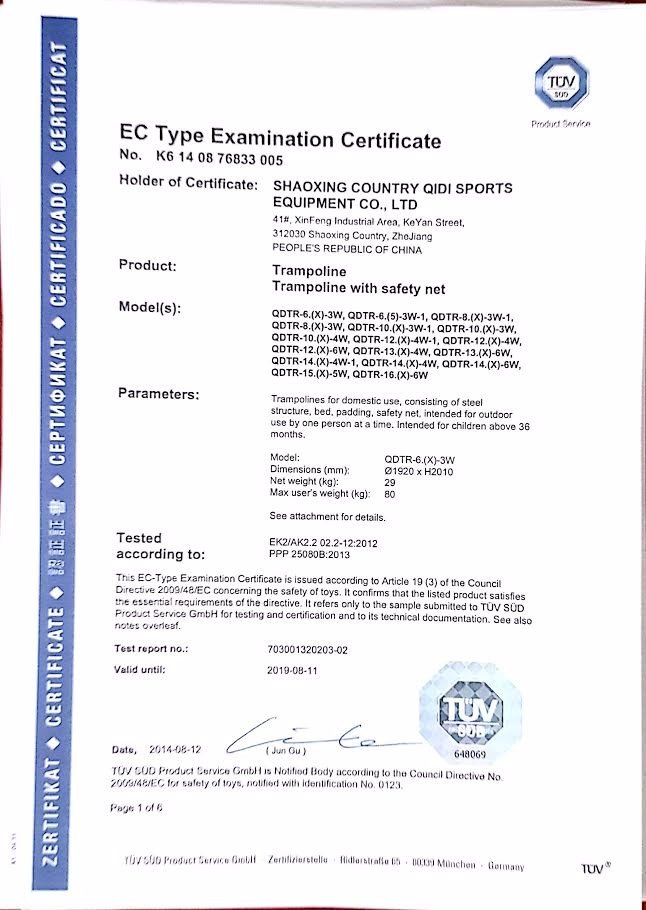 ZERTIFIKAT ◆ CERTIFICATE ◆ 認証証書 ◆ СЕРТИФИКАТ ◆ CERTIFICADO ◆ CERTIFICAT
TÜV
SÜD
Product Service
EC Type Examination Certificate
No. K6 14 08 76833 005
Holder of Certificate: SHAOXING COUNTRY QIDI SPORTS
EQUIPMENT CO., LTD
41#, XinFeng Industrial Area, KeYan Street,
312030 Shaoxing Country, ZheJiang
PEOPLE'S REPUBLIC OF CHINA
Product: Trampoline
Trampoline with safety net
Model(s): QDTR-6.(X)-3W, QDTR-6.(5)-3W-1, QDTR-8.(X)-3W-1,
QDTR-8.(X)-3W, QDTR-10.(X)-3W-1, QDTR-10.(X)-3W,
QDTR-10.(X)-4W, QDTR-12.(X)-4W-1, QDTR-12.(X)-4W,
QDTR-12.(X)-6W, QDTR-13.(X)-4W, QDTR-13.(X)-6W,
QDTR-14.(X)-4W-1, QDTR-14.(X)-4W, QDTR-14.(X)-6W,
QDTR-15.(X)-5W, QDTR-16.(X)-6W
Parameters: Trampolines for domestic use, consisting of steel
structure, bed, padding, safety net, intended for outdoor
use by one person at a time. Intended for children above 36
months.
Model: QDTR-6.(X)-3W
Dimensions (mm): Ø1920 x H2010
Net weight (kg): 29
Max user's weight (kg): 80
See attachment for details.
Tested
according to: EK2/AK2.2 02.2-12:2012
PPP 25080B:2013
This EC-Type Examination Certificate is issued according to Article 19 (3) of the Council
Directive 2009/48/EC concerning the safety of toys. It confirms that the listed product satisfies
the essential requirements of the directive. It refers only to the sample submitted to TÜV SÜD
Product Service GmbH for testing and certification and to its technical documentation. See also
notes overleaf.
Test report no.: 703001320203-02
Valid until: 2019-08-11
TÜV
SÜD
648069
Date, 2014-08-12
( Jun Gu )
TÜV SÜD Product Service GmbH is Notified Body according to the Council Directive No.
2009/48/EC for safety of toys, notified with identification No. 0123.
Page 1 of 6
TÜV SÜD Product Service GmbH · Zertifizierstelle · Ridlerstraße 65 · 80339 München · Germany
TÜV®